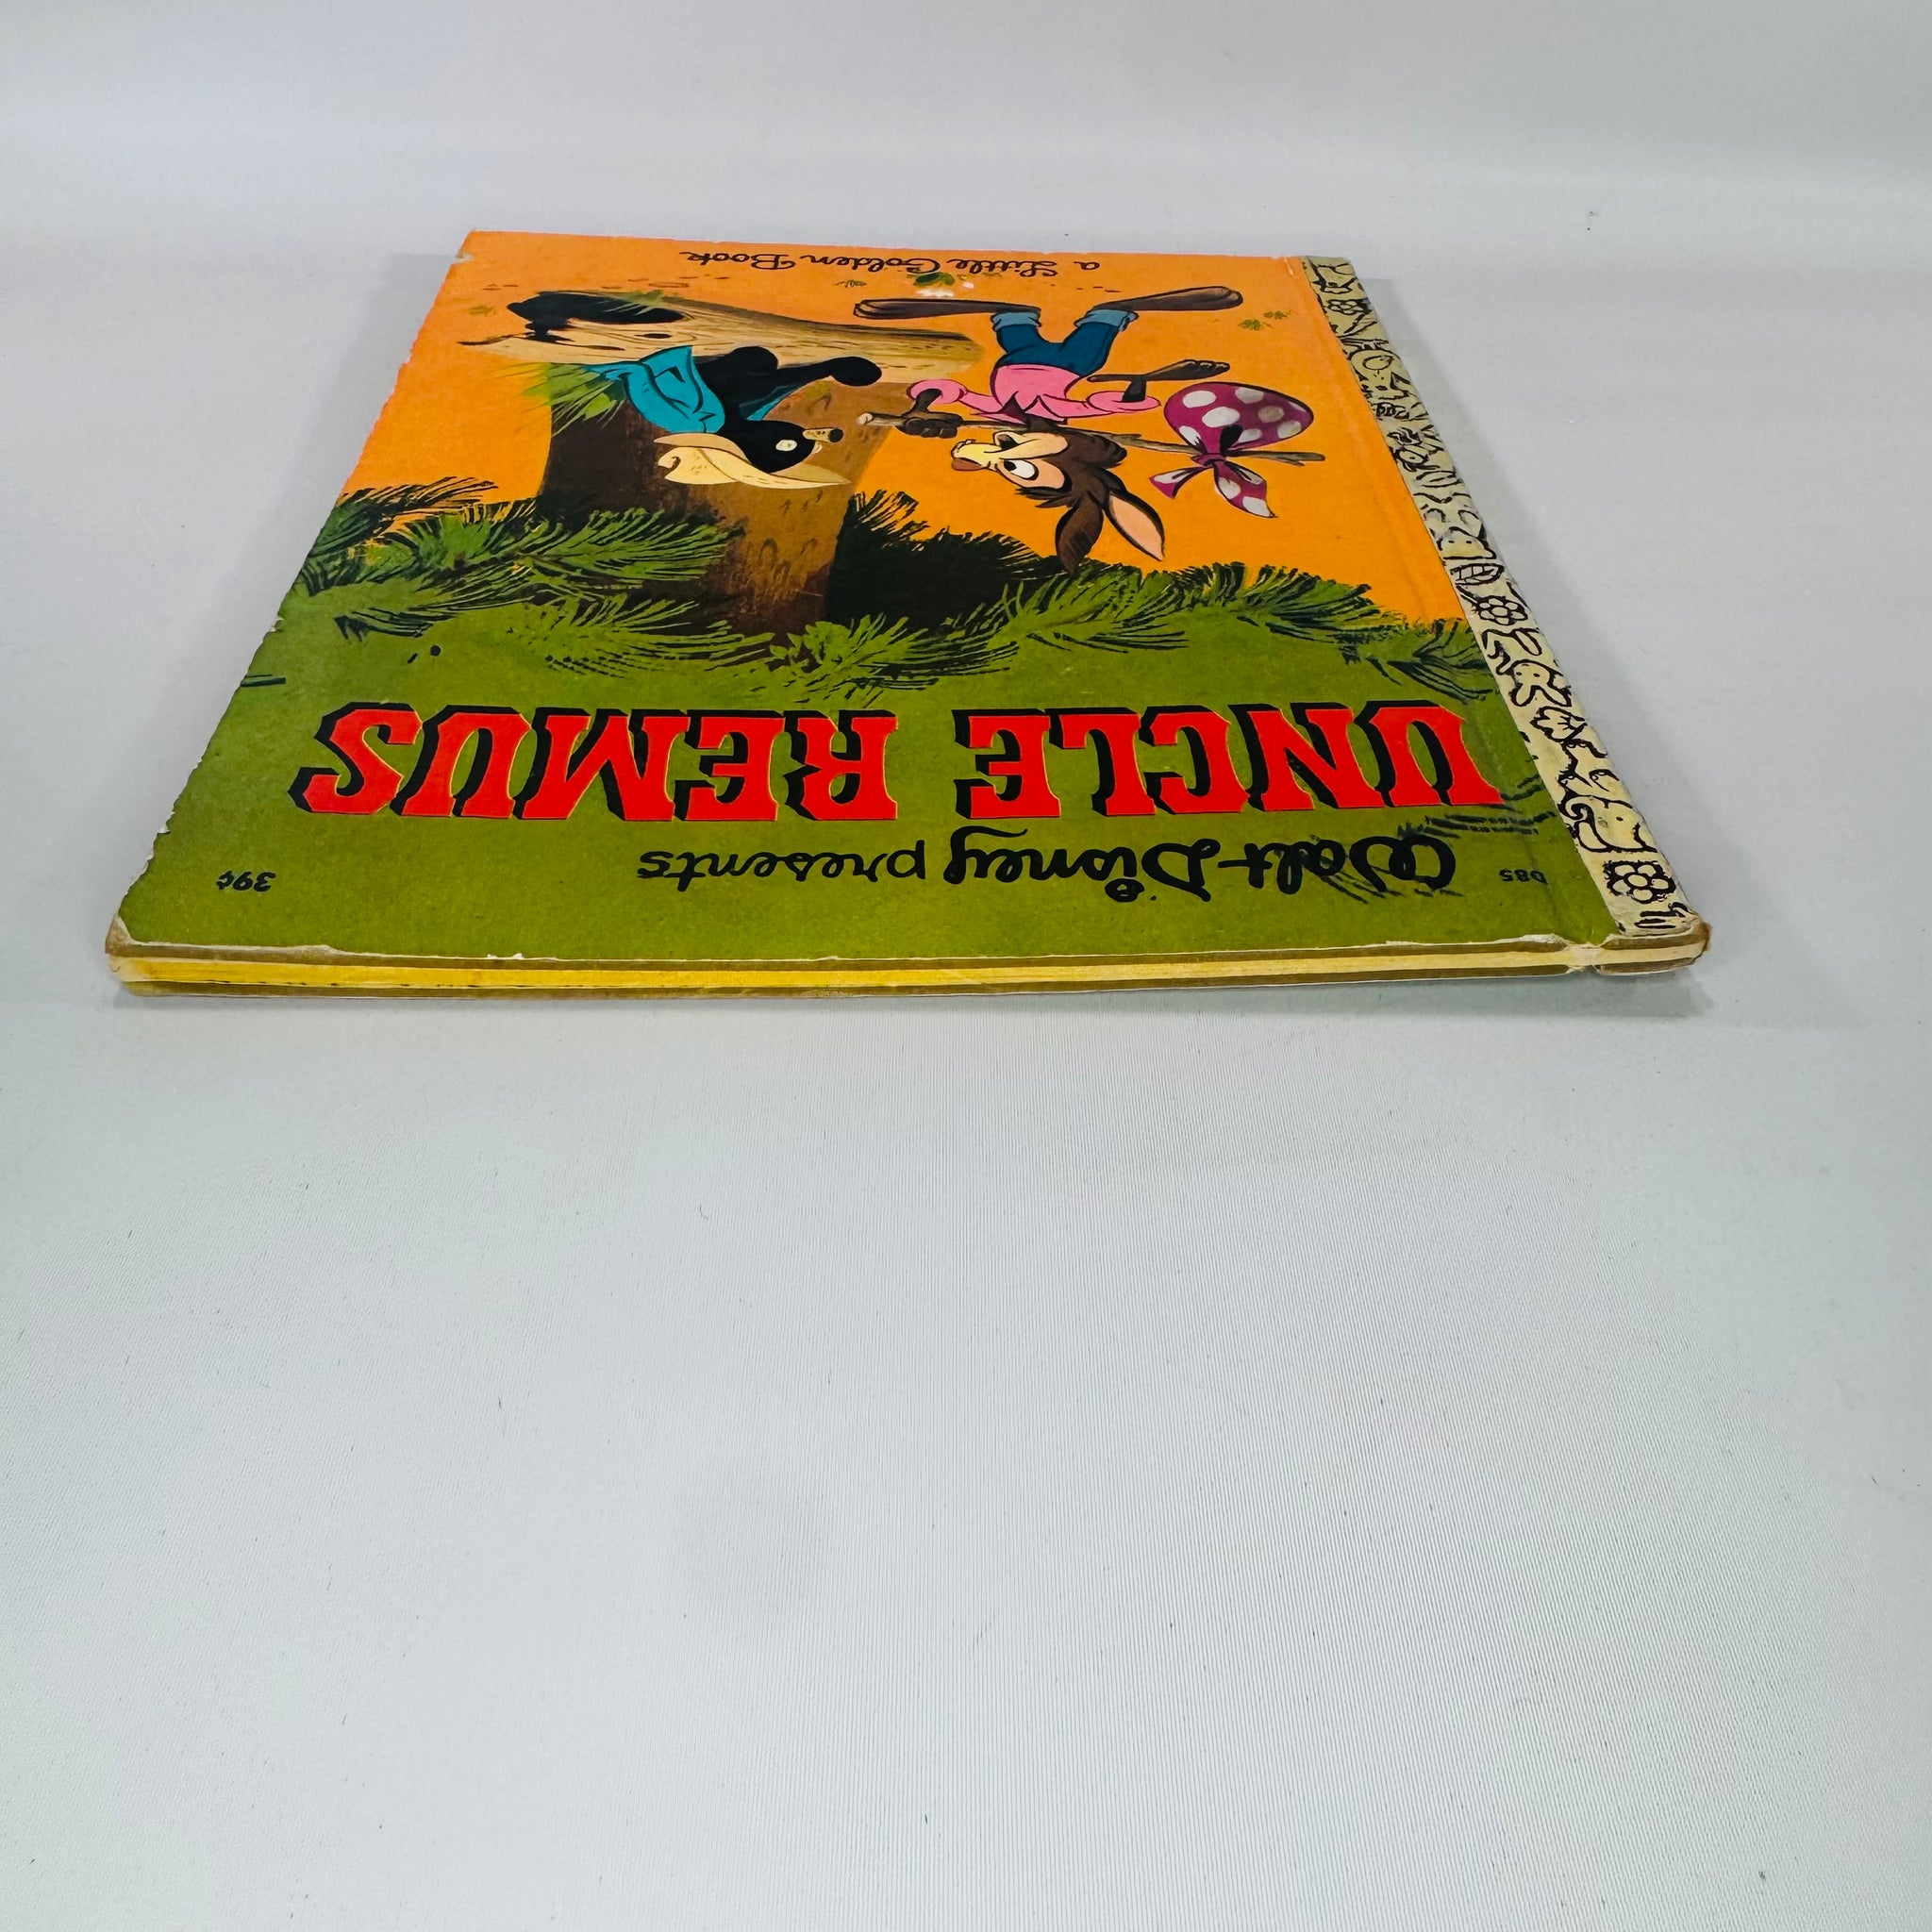 D85
Walt Disney presents
39¢
UNCLE REMUS
a Little Golden Book